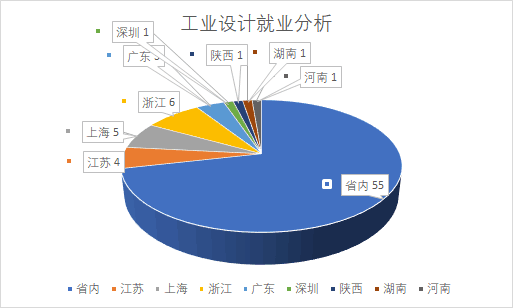 工业设计就业分析
深圳 1
广东 3
陕西 1
湖南 1
河南 1
浙江 6
上海 5
江苏 4
省内 55
省内 江苏 上海 浙江 广东 深圳 陕西 湖南 河南